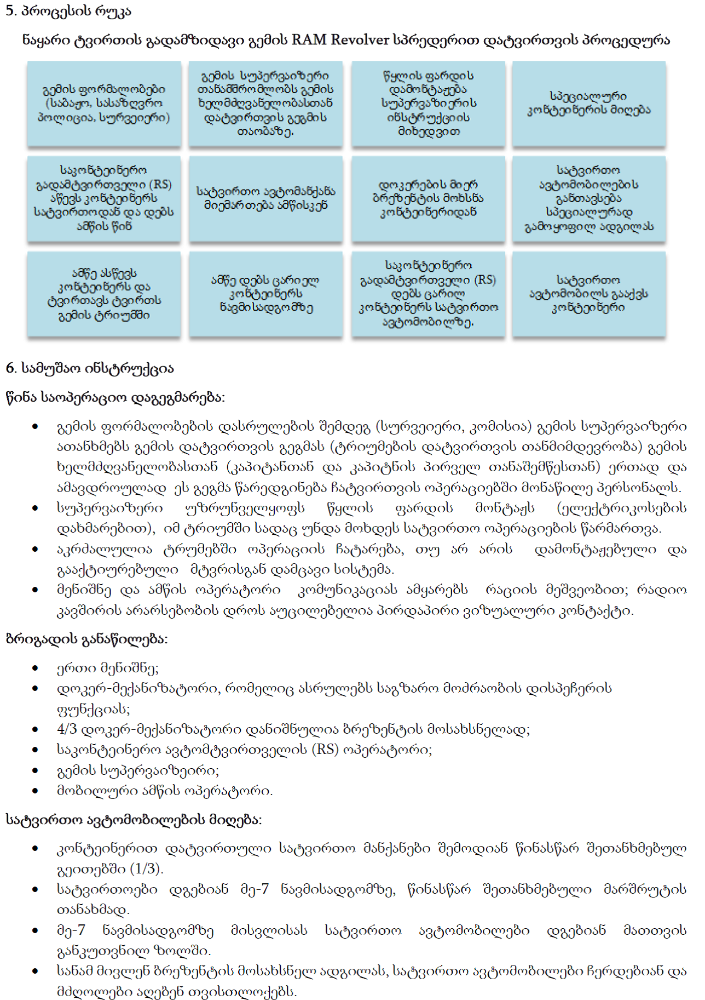 5. პროცესის რუკა
ნაყარი ტვირთის გადამზიდავი გემის RAM Revolver სპრედერით დატვირთვის პროცედურა
გემის ფორმალობები
(საბაჟო, სასაზღვრო
პოლიცია, სურვეიერი)
გემის სუპერვაიზერი
თანამშრომლობს გემის
ხელმძღვანელობასთან
დატვირთვის გეგმის
თაობაზე.
წყლის ფარდის
დამონტაჟება
სუპერვაზიერის
ინსტრუქციის
მიხედვით
სპეციალური
კონტეინერის მიღება
საკონტეინერო
გადამტვირთველი (RS)
აწევს კონტეინერს
სატვირთოდან და დებს
ამწის წინ
სატვირთო ავტომანქანა
მიემართება ამწისკენ
დოკერების მიერ
ბრეზენტის მოხსნა
კონტეინერიდან
სატვირთო
ავტომობილების
განთავსება
სპეციალურად
გამოყოფილ ადგილას
ამწე ასწევს
კონტეინერს და
ტვირთავს ტვირთს
გემის ტრიუმში
ამწე დებს ცარიელ
კონტეინერს
ნავმისადგომზე
საკონტეინერო
გადამტვირთველი (RS)
დებს ცარილ
კონტეინერს სატვირთო
ავტომობილზე.
სატვირთო
ავტომობილს გააქვს
კონტეინერი
6. სამუშაო ინსტრუქცია
წინა საოპერაციო დაგეგმარება:
• გემის ფორმალობების დასრულების შემდეგ (სურვეიერი, კომისია) გემის სუპერვაიზერი
ათანხმებს გემის დატვირთვის გეგმას (ტრიუმების დატვირთვის თანმიმდევრობა) გემის
ხელმძღვანელობასთან (კაპიტანთან და კაპიტნის პირველ თანაშემწესთან) ერთად და
ამავდროულად ეს გეგმა წარედგინება ჩატვირთვის ოპერაციებში მონაწილე პერსონალს.
• სუპერვაიზერი უზრუნველყოფს წყლის ფარდის მონტაჟს (ელექტრიკოსების
დახმარებით), იმ ტრიუმში სადაც უნდა მოხდეს სატვირთო ოპერაციების წარმართვა.
• აკრძალულია ტრუმებში ოპერაციის ჩატარება, თუ არ არის დამონტაჟებული და
გააქტიურებული მტვრისგან დამცავი სისტემა.
• მენიშნე და ამწის ოპერატორი კომუნიკაციას ამყარებს რაციის მეშვეობით; რადიო
კავშირის არარსებობის დროს აუცილებელია პირდაპირი ვიზუალური კონტაქტი.
ბრიგადის განაწილება:
• ერთი მენიშნე;
• დოკერ-მექანიზატორი, რომელიც ასრულებს საგზარო მოძრაობის დისპეჩერის
ფუნქციას;
• 4/3 დოკერ-მექანიზატორი დანიშნულია ბრეზენტის მოსახსნელად;
• საკონტეინერო ავტომტვირთველის (RS) ოპერატორი;
• გემის სუპერვაიზეირი;
• მობილური ამწის ოპერატორი.
სატვირთო ავტომობილების მიღება:
• კონტეინერით დატვირთული სატვირთო მანქანები შემოდიან წინასწარ შეთანხმებულ
გეითებში (1/3).
• სატვირთოები დგებიან მე-7 ნავმისადგომზე, წინასწარ შეთანხმებული მარშრუტის
თანახმად.
• მე-7 ნავმისადგომზე მისვლისას სატვირთო ავტომობილები დგებიან მათთვის
განკუთვნილ ზოლში.
• სანამ მივლენ ბრეზენტის მოსახსნელ ადგილას, სატვირთო ავტომობილები ჩერდებიან და
მძღოლები აღებენ თვისთლოქებს.